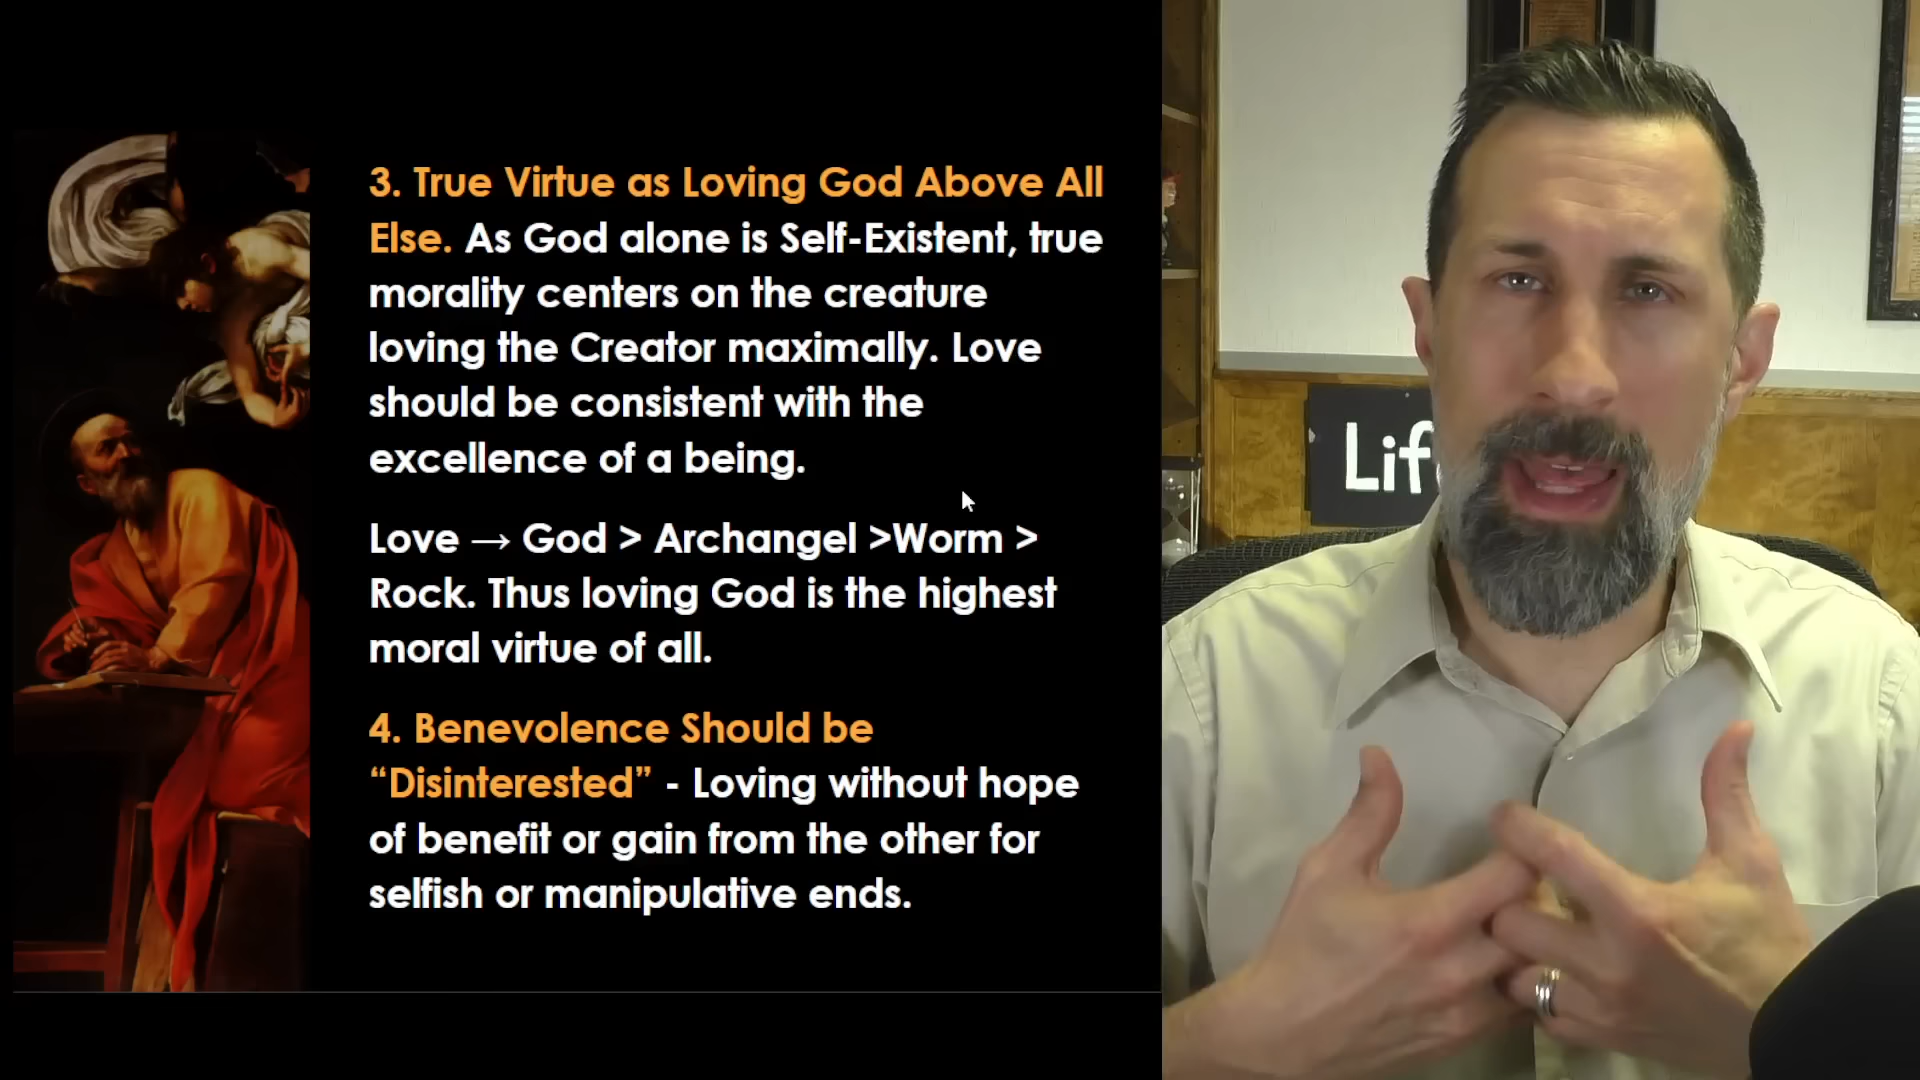 3. True Virtue as Loving God Above All
Else. As God alone is Self-Existent, true
morality centers on the creature
loving the Creator maximally. Love
should be consistent with the
excellence of a being.
Love → God > Archangel >Worm >
Rock. Thus loving God is the highest
moral virtue of all.
4. Benevolence Should be
“Disinterested” - Loving without hope
of benefit or gain from the other for
selfish or manipulative ends.